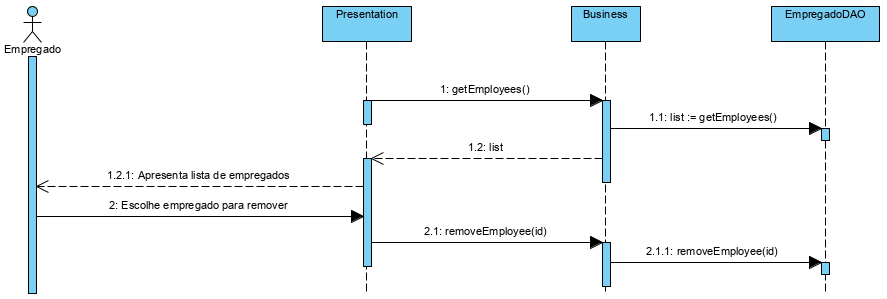 Presentation
Business
EmpregadoDAO
Empregado
1: getEmployees()
1.1: list := getEmployees()
1.2: list
1.2.1: Apresenta lista de empregados
2: Escolhe empregado para remover
2.1: removeEmployee(id)
2.1.1: removeEmployee(id)